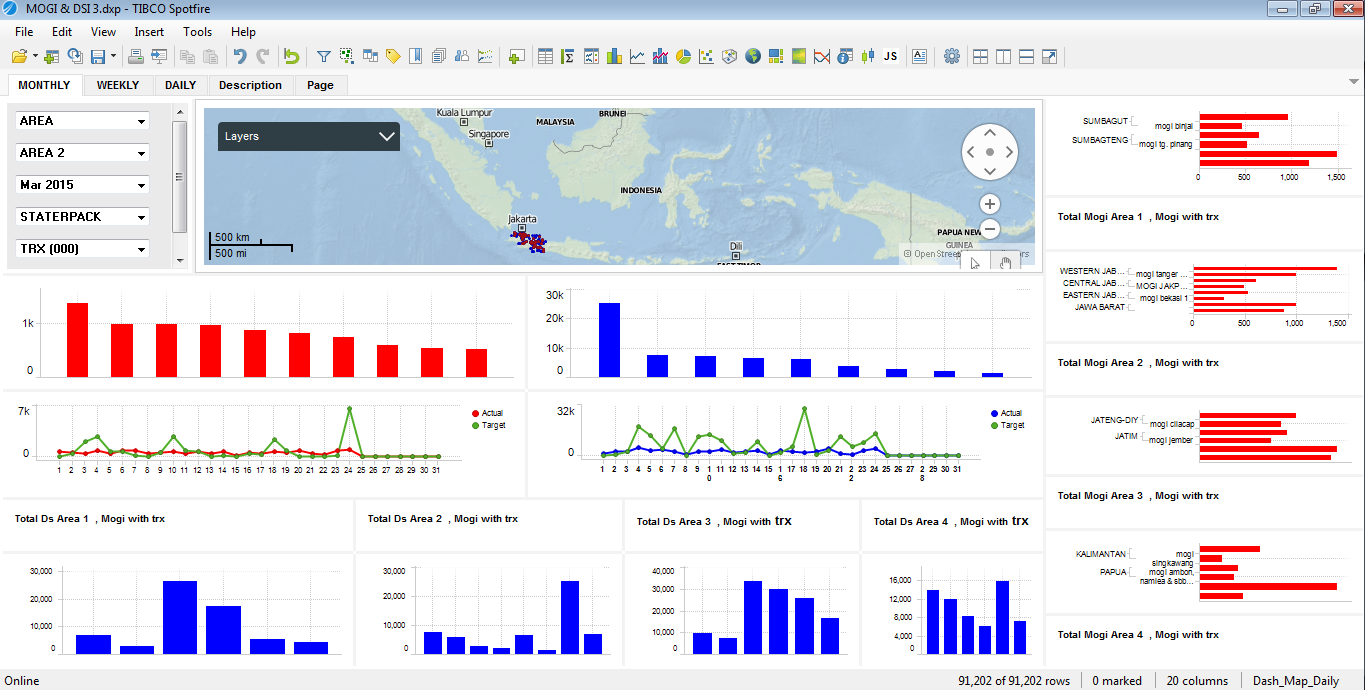 MOGI & DSI 3.dxp - TIBCO Spotfire
File Edit View Insert Tools Help
JS
MONTHLY WEEKLY DAILY Description Page
AREA
AREA 2
Mar 2015
STATERPACK
TRX (000)
Layers
Kuala Lumpur
Singapore
MALAYSIA
BRUNEI
INDONESIA
Jakarta
Dili
EAST TIMOR
PAPUA NEW
GUINEA
500 km
500 mi
© OpenStreet
SUMBAGUT
mogi binjai
SUMBAGTENG
mogi tg. pinang
0 500 1,000 1,500
Total Mogi Area 1 , Mogi with trx
WESTERN JAB...
mogi tanger ...
CENTRAL JAB...
MOGI JAKP...
EASTERN JAB...
mogi bekasi 1
JAWA BARAT
0 500 1,000 1,500
Total Mogi Area 2 , Mogi with trx
JATENG-DIY
mogi cilacap
JATIM
mogi jember
Total Mogi Area 3 , Mogi with trx
KALIMANTAN
mogi
singkawang
PAPUA
mogi ambon,
namlea & sbb...
Total Mogi Area 4 , Mogi with trx
1k
0
30k
20k
10k
0
7k
0
Actual
Target
1 2 3 4 5 6 7 8 9 10 11 12 13 14 15 16 17 18 19 20 21 22 23 24 25 26 27 28 29 30 31
32k
0
Actual
Target
1 2 3 4 5 6 7 8 9 1 11 12 13 14 15 1 17 18 19 20 21 2 23 24 25 26 27 2 29 30 31
0 6 2 8
Total Ds Area 1 , Mogi with trx
Total Ds Area 2 , Mogi with trx
Total Ds Area 3 , Mogi with trx
Total Ds Area 4 , Mogi with trx
30,000
20,000
10,000
0
30,000
20,000
10,000
0
40,000
30,000
20,000
10,000
0
16,000
12,000
8,000
4,000
0
Online
91,202 of 91,202 rows 0 marked 20 columns Dash_Map_Daily